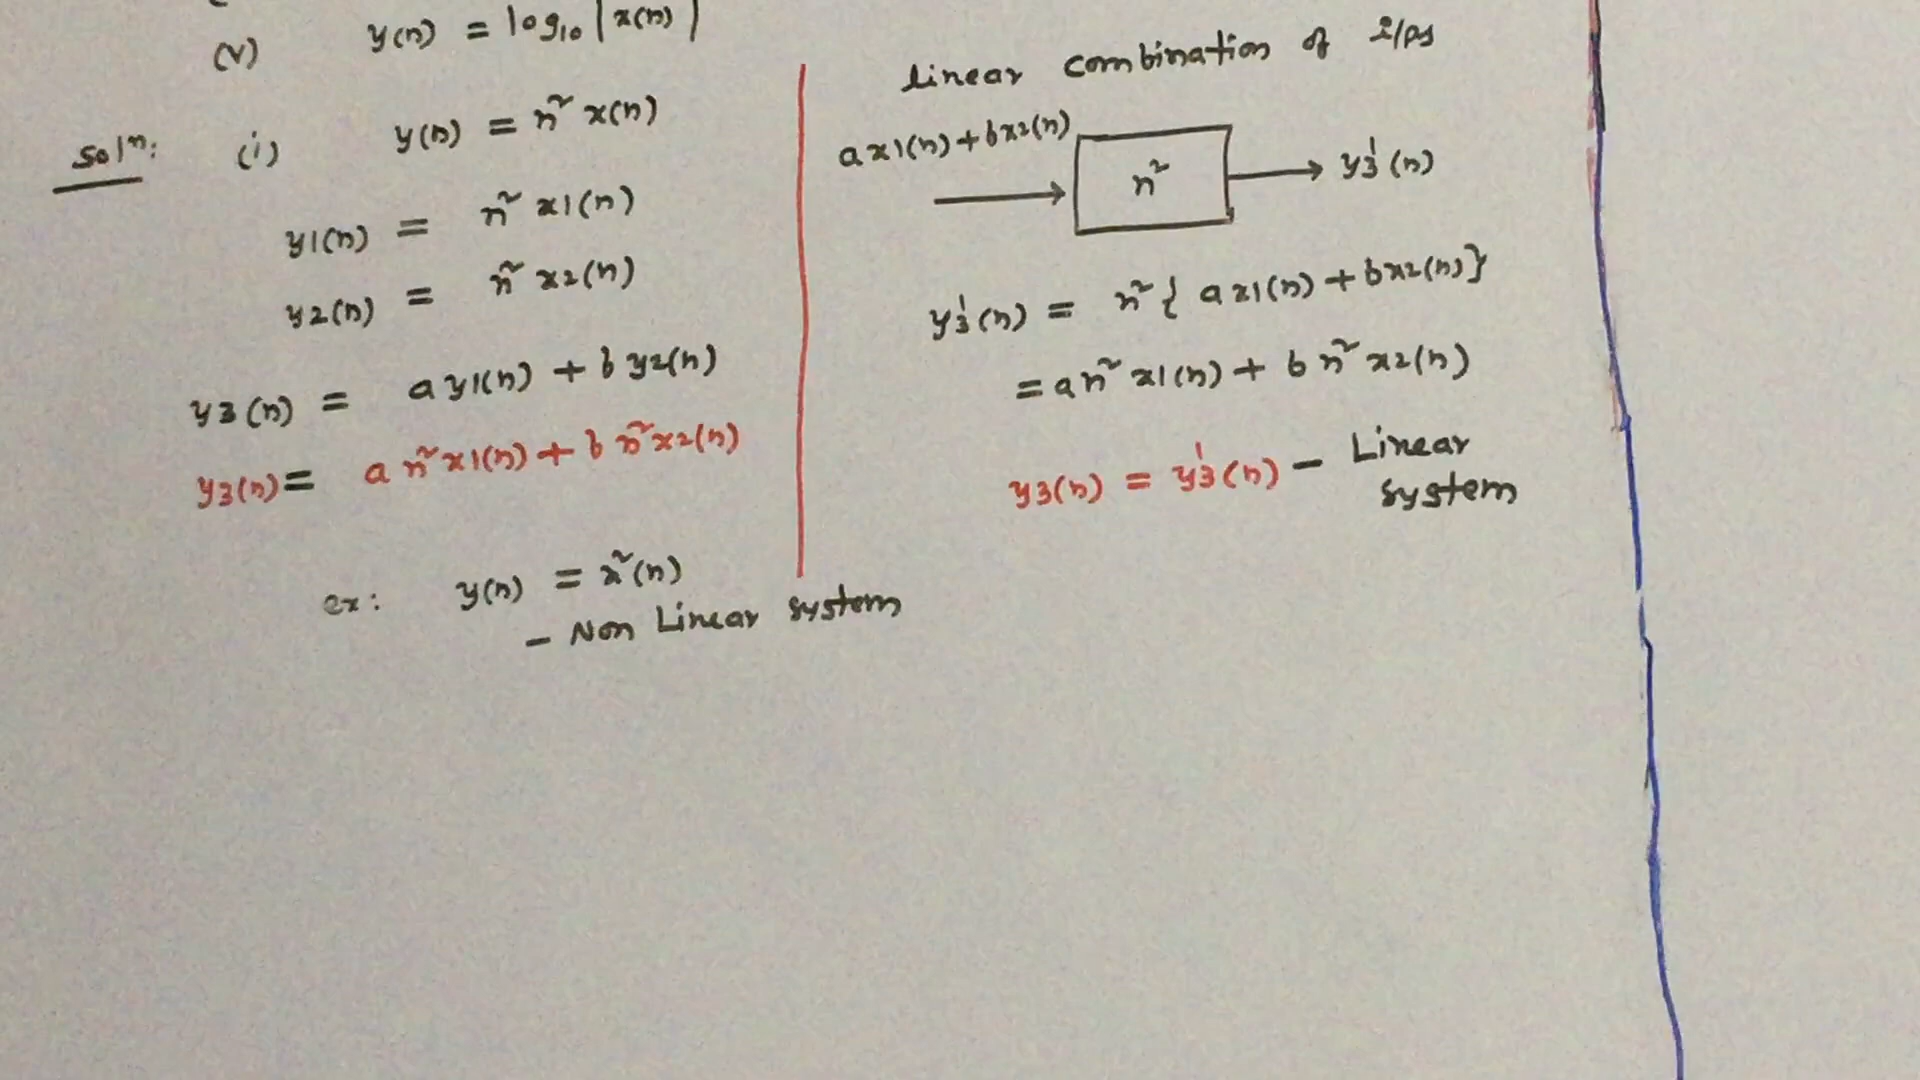 (v) y(n) = log10 |x(n)|
Soln: (i) y(n) = n² x(n)
y1(n) = n² x1(n)
y2(n) = n² x2(n)
y3(n) = a y1(n) + b y2(n)
y3(n) = a n² x1(n) + b n² x2(n)
ex: y(n) = x²(n)
- Non Linear system
linear combination of i/ps
a x1(n) + b x2(n)
n²
y3'(n)
y3'(n) = n² { a x1(n) + b x2(n) }
= a n² x1(n) + b n² x2(n)
y3(n) = y3'(n) - Linear
system